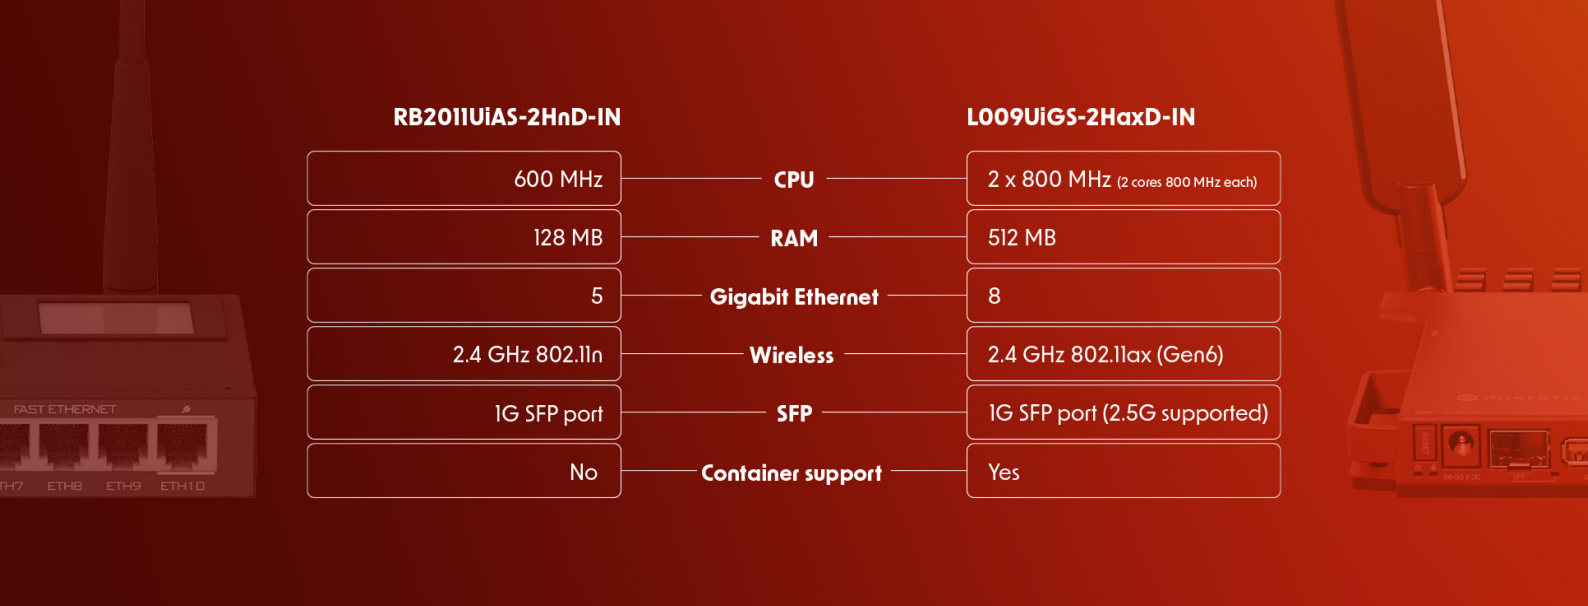 RB2011UiAS-2HnD-IN
L009UiGS-2HaxD-IN
600 MHz CPU 2 x 800 MHz (2 cores 800 MHz each)
128 MB RAM 512 MB
5 Gigabit Ethernet 8
2.4 GHz 802.11n Wireless 2.4 GHz 802.11ax (Gen6)
1G SFP port SFP 1G SFP port (2.5G supported)
No Container support Yes
FAST ETHERNET
ETH8 ETH9 ETH10
mikrotik
SFP